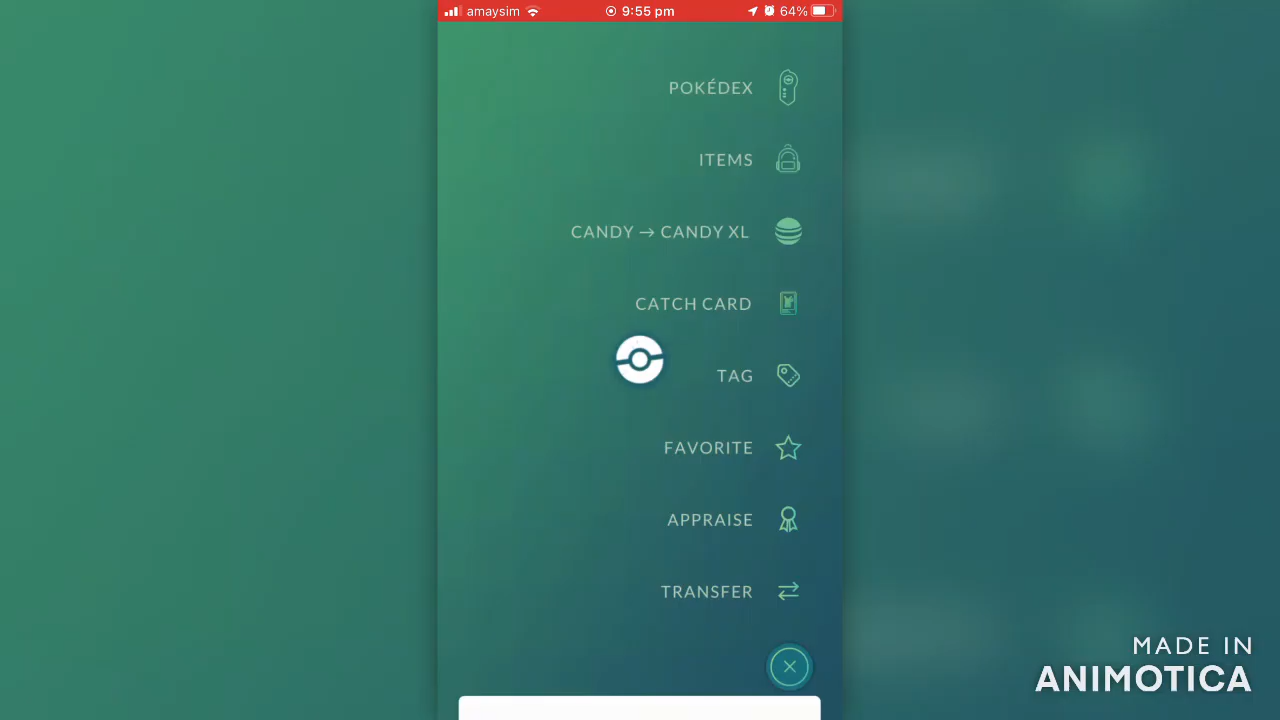 amaysim 9:55 pm 64%
POKÉDEX
ITEMS
CANDY → CANDY XL
CATCH CARD
TAG
FAVORITE
APPRAISE
TRANSFER
MADE IN
ANIMOTICA